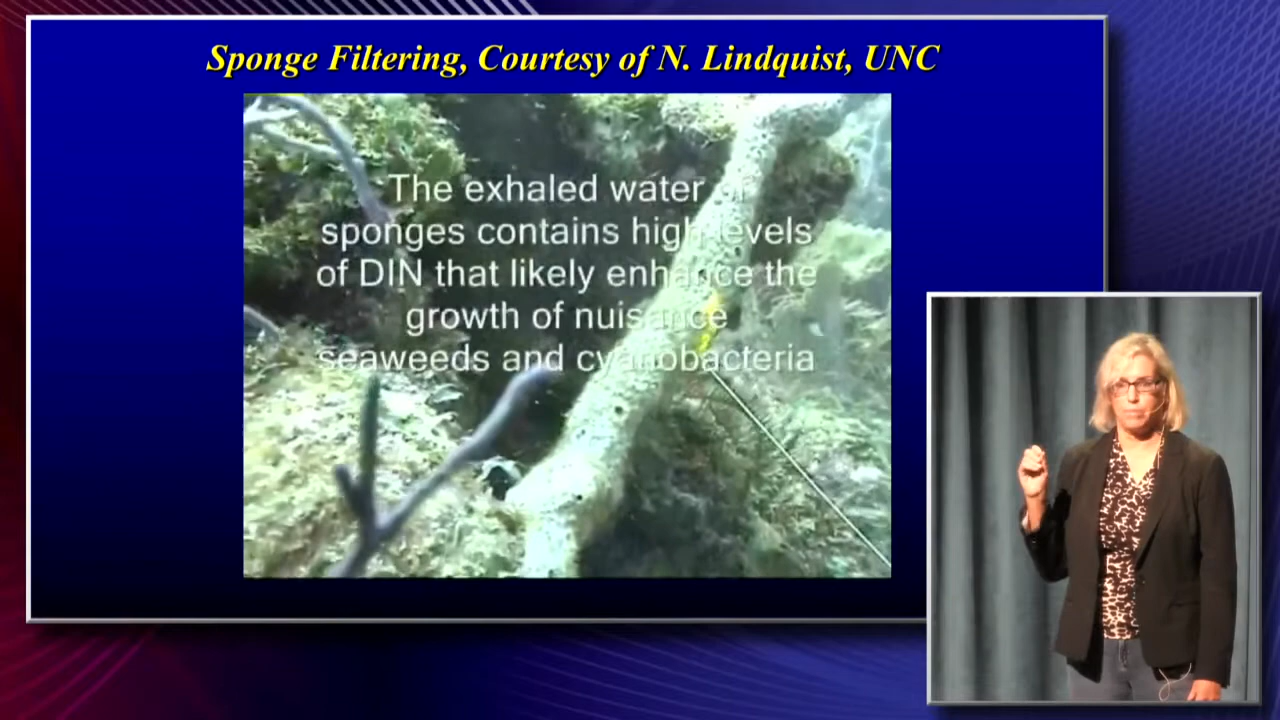 Sponge Filtering, Courtesy of N. Lindquist, UNC
The exhaled water of
sponges contains high levels
of DIN that likely enhance the
growth of nuisance
seaweeds and cyanobacteria